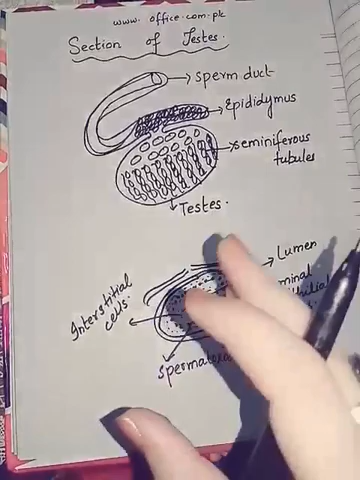 www. office.com.pk
Section of Testes.
sperm duct
Epididymus
seminiferous
tubules
Testes.
Lumen
Interstitial
cells.